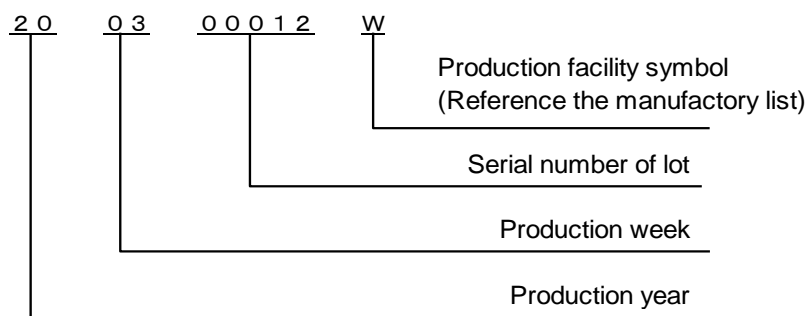 ２０ ０３ ０００１２ W
Production facility symbol
(Reference the manufactory list)
Serial number of lot
Production week
Production year